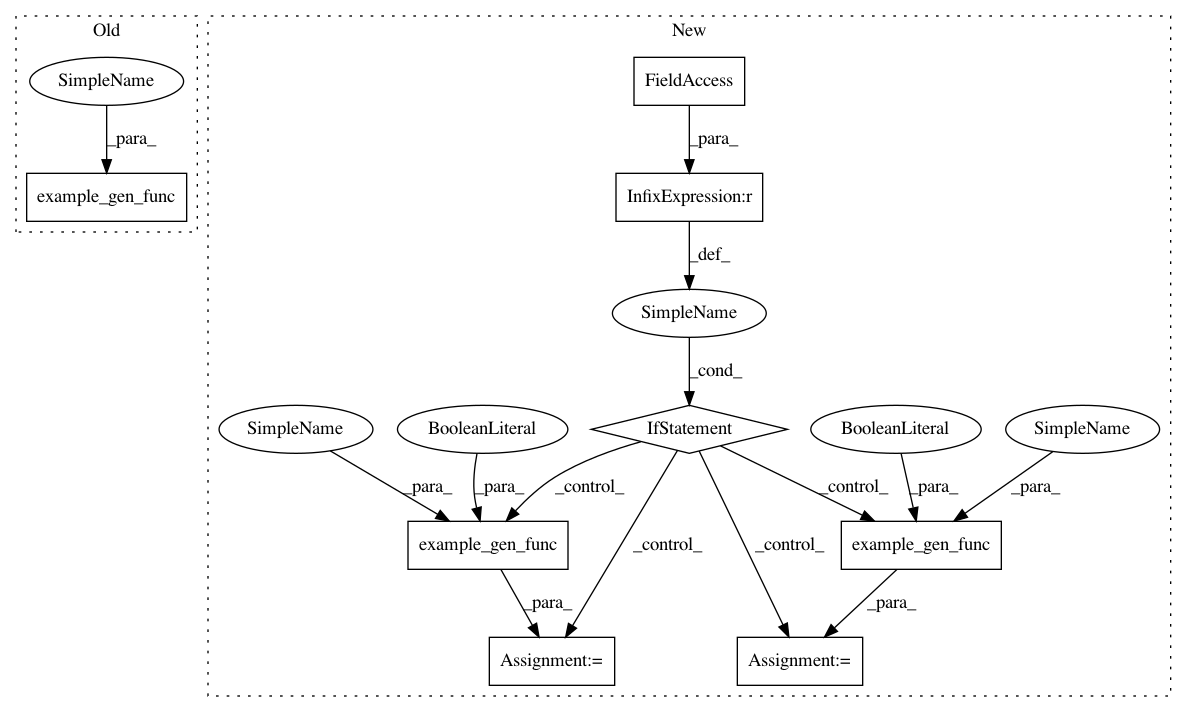 Old
New
SimpleName
FieldAccess
_para_
_para_
example_gen_func
InfixExpression:r
_def_
SimpleName
_cond_
SimpleName
BooleanLiteral
IfStatement
BooleanLiteral
SimpleName
_para_
_para_
_control_
_control_
_para_
_para_
example_gen_func
_control_
_control_
example_gen_func
_para_
_para_
Assignment:=
Assignment:=